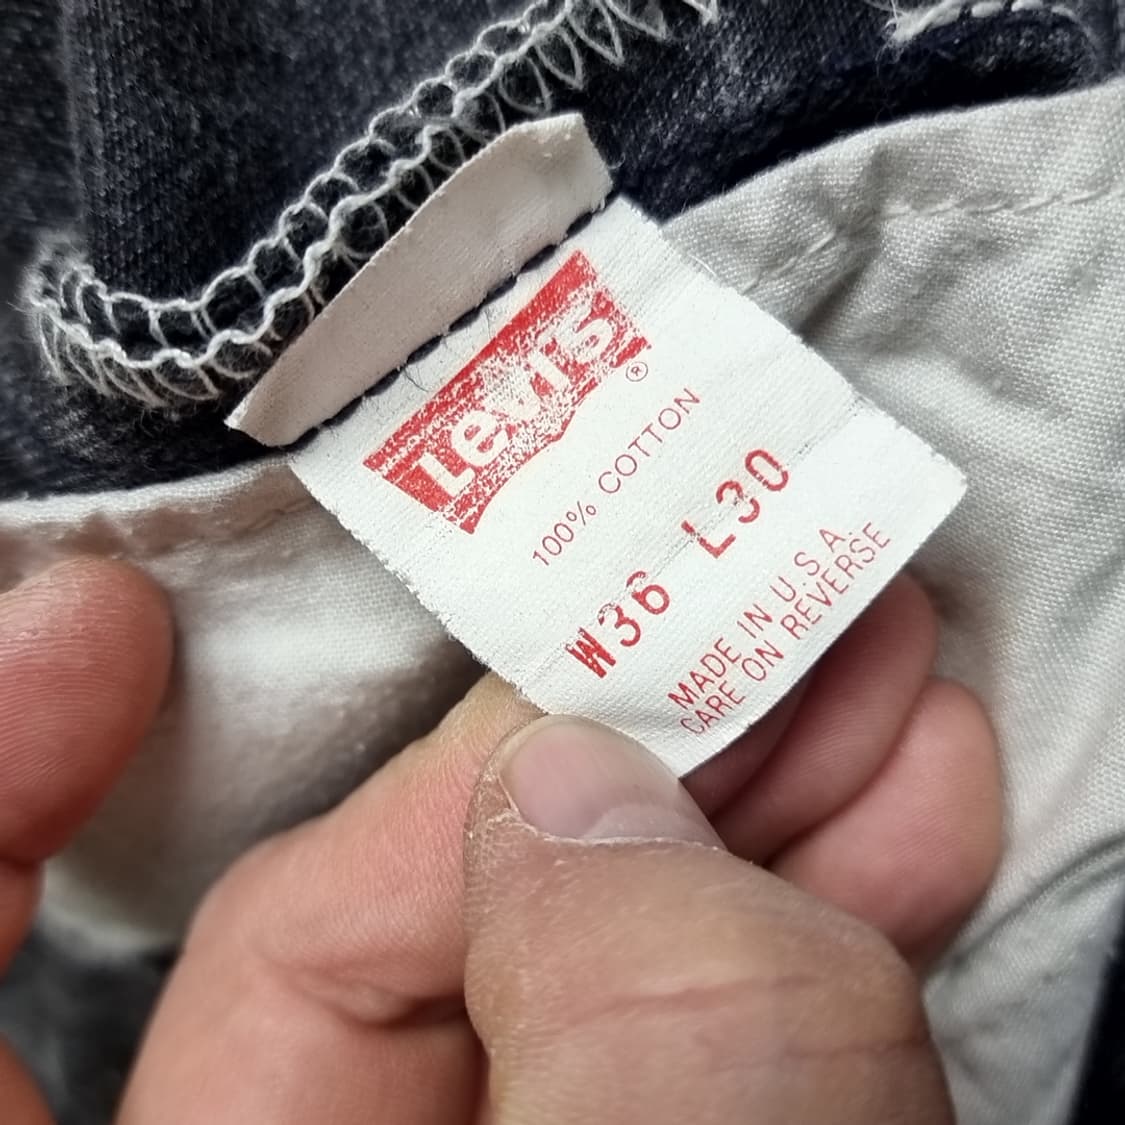 Levi's
®
100% COTTON
W36 L30
MADE IN U.S.A.
CARE ON REVERSE